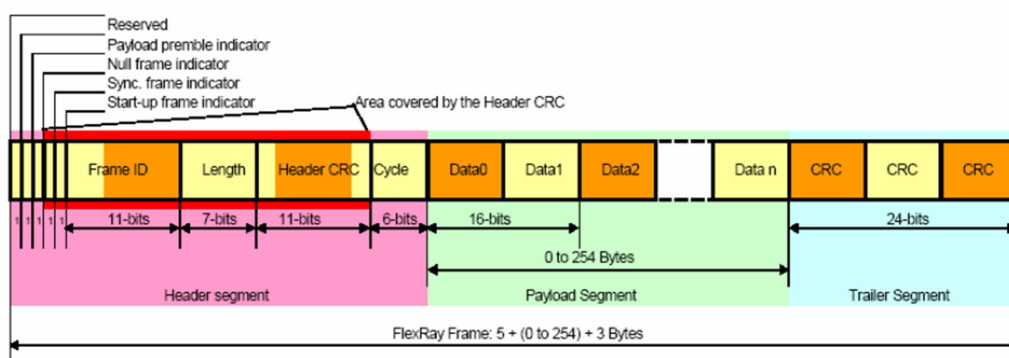 Reserved
Payload premble indicator
Null frame indicator
Sync. frame indicator
Start-up frame indicator
Area covered by the Header CRC
Frame ID Length Header CRC Cycle Data0 Data1 Data2 Data n CRC CRC CRC
1 1 1 1 1 11-bits 7-bits 11-bits 6-bits 16-bits 24-bits
0 to 254 Bytes
Header segment Payload Segment Trailer Segment
FlexRay Frame: 5 + (0 to 254) + 3 Bytes